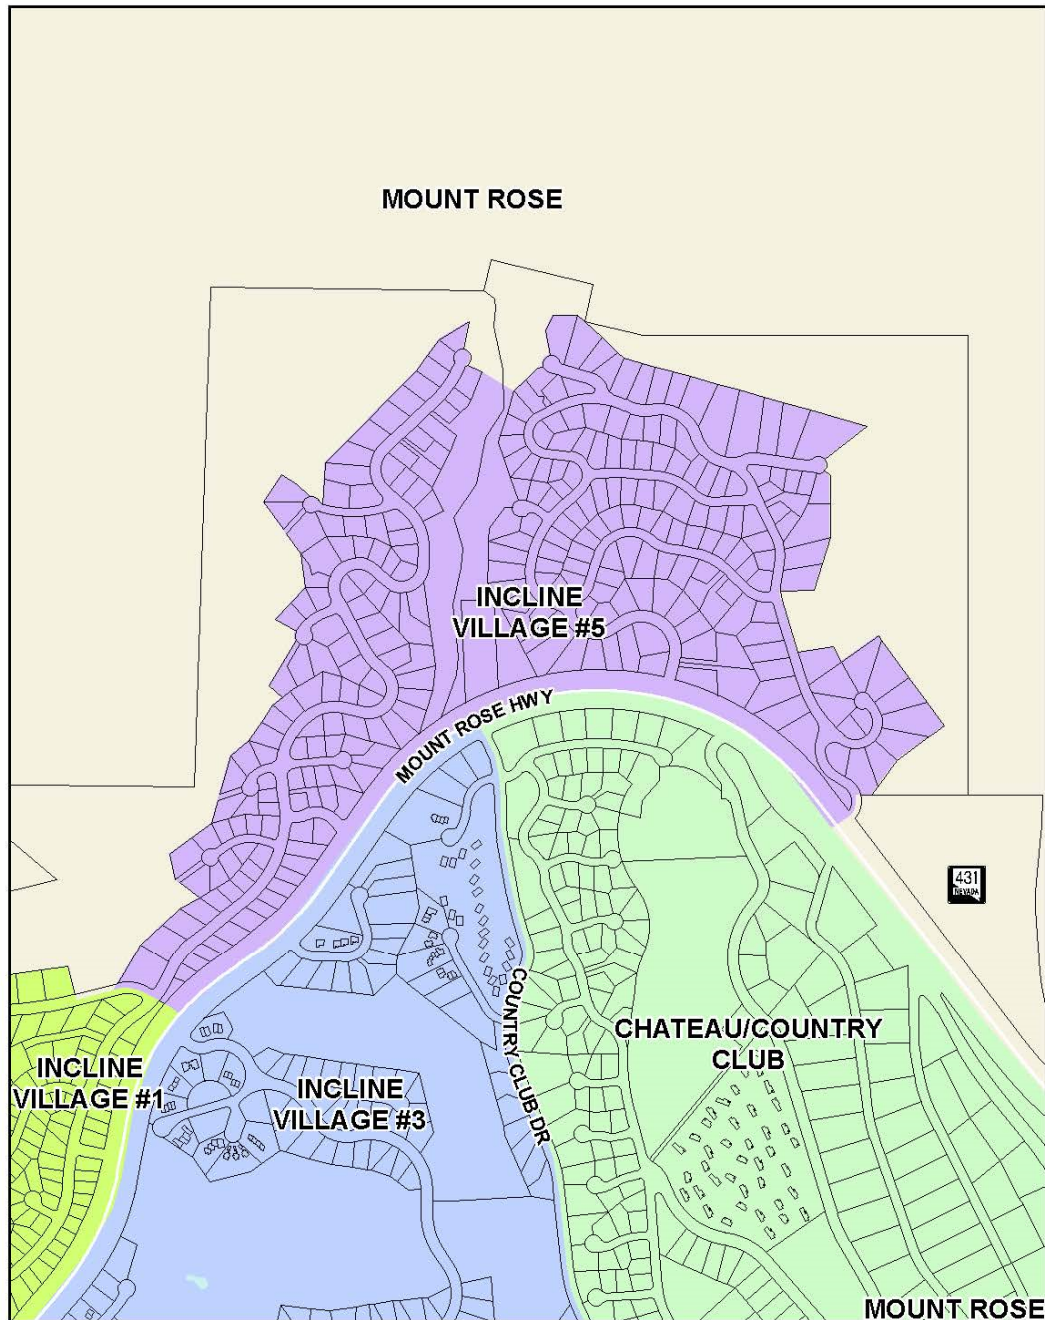 MOUNT ROSE
INCLINE
VILLAGE #5
MOUNT ROSE HWY
431
NEVADA
COUNTRY CLUB DR
CHATEAU/COUNTRY
CLUB
INCLINE
VILLAGE #1
INCLINE
VILLAGE #3
MOUNT ROSE